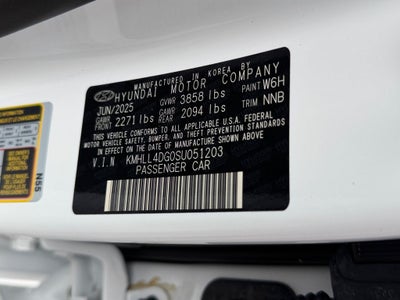 MANUFACTURED IN KOREA BY
HYUNDAI MOTOR COMPANY
JUN/2025 GVWR 3858 lbs PAINT W6H
GAWR FRONT 2271 lbs GAWR REAR 2094 lbs TRIM NNB
THIS VEHICLE CONFORMS TO ALL APPLICABLE U.S.A FEDERAL
MOTOR VEHICLE SAFETY, BUMPER, AND THEFT PREVENTION
STANDARDS IN EFFECT ON THE DATE OF MANUFACTURE SHOWN ABOVE.
V.I.N KMHLL4DG0SU051203
PASSENGER CAR
N55